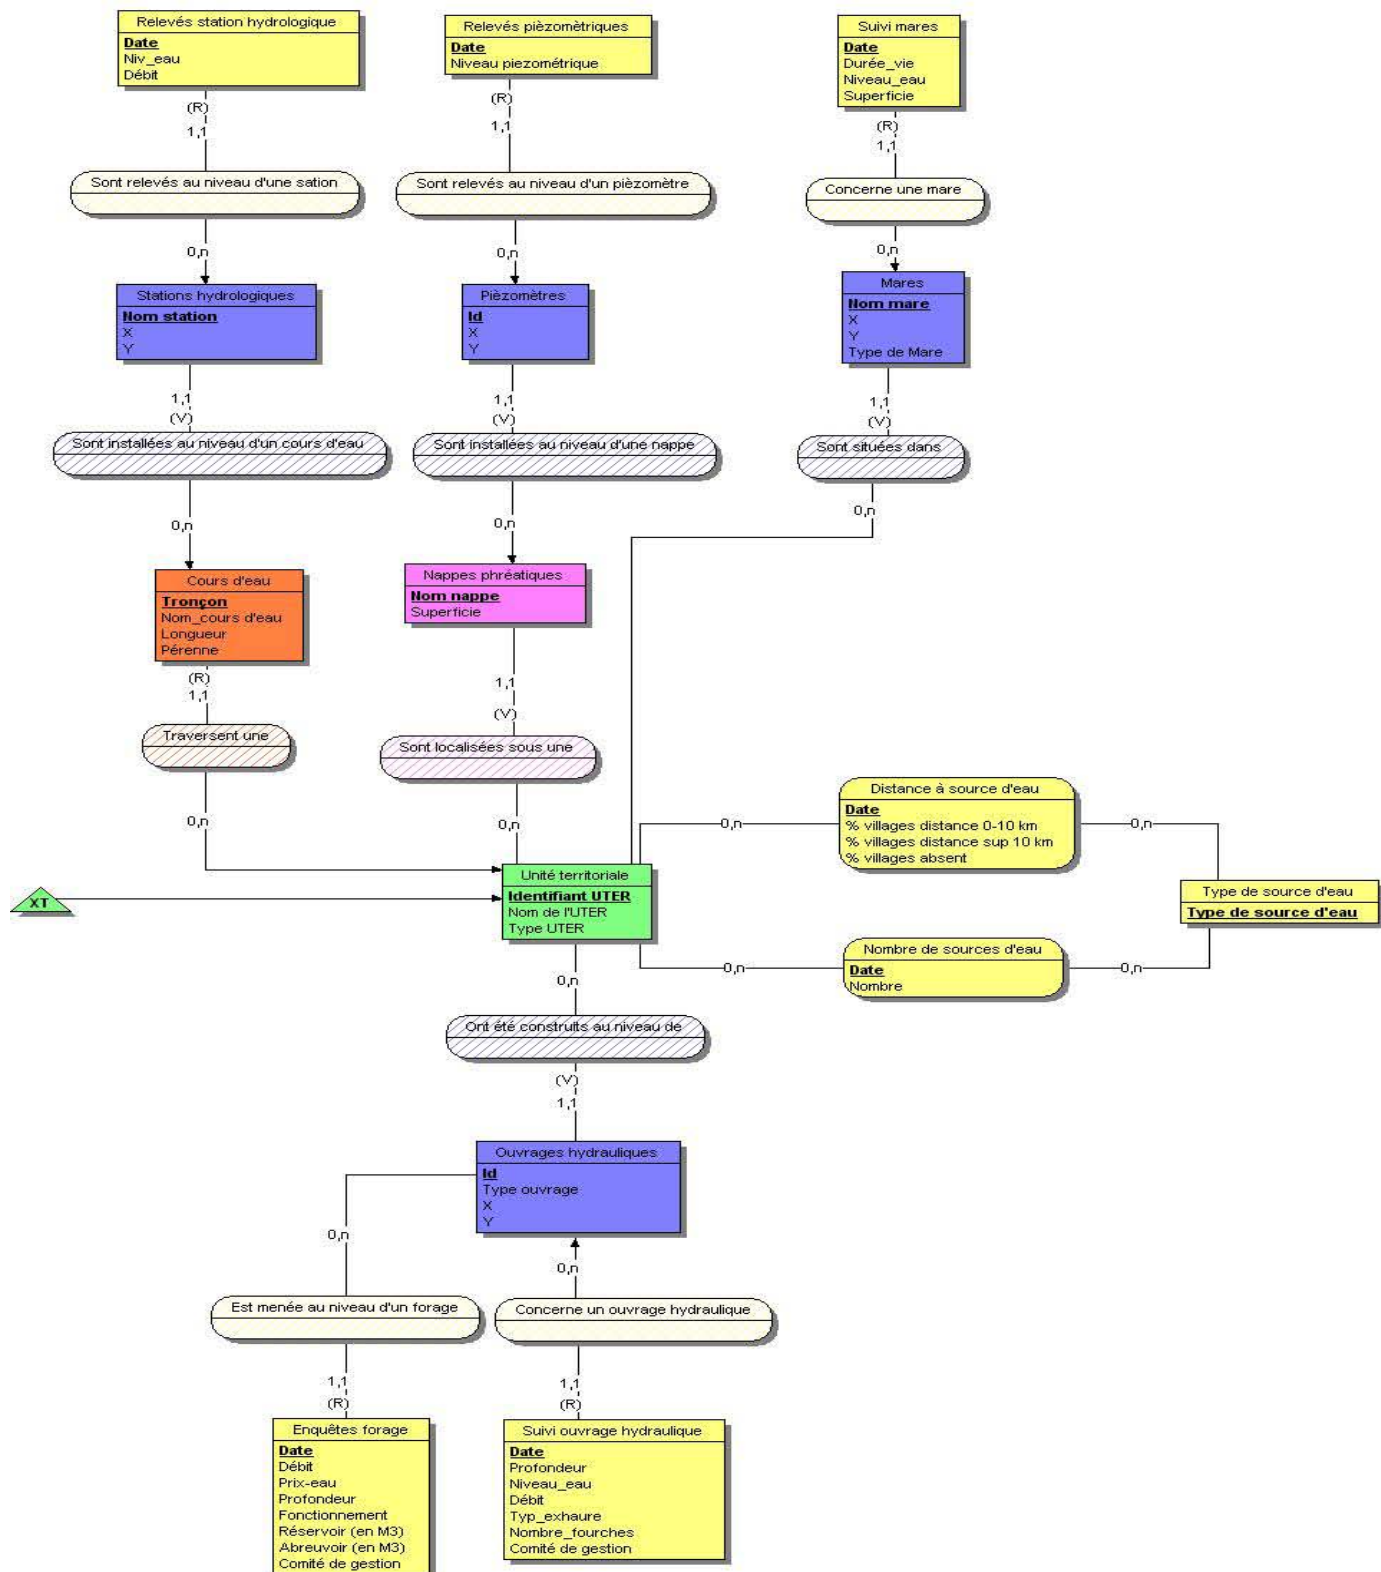 Relevés station hydrologique
Date
Niv_eau
Débit
Relevés pièzomètriques
Date
Niveau piezométrique
Suivi mares
Date
Durée_vie
Niveau_eau
Superficie
(R)
1,1
(R)
1,1
(R)
1,1
Sont relevés au niveau d'une sation
Sont relevés au niveau d'un pièzomètre
Concerne une mare
0,n
0,n
0,n
Stations hydrologiques
Nom station
X
Y
Pièzomètres
Id
X
Y
Mares
Nom mare
X
Y
Type de Mare
1,1
(V)
1,1
(V)
1,1
(V)
Sont installées au niveau d'un cours d'eau
Sont installées au niveau d'une nappe
Sont situées dans
0,n
0,n
0,n
Cours d'eau
Tronçon
Nom_cours d'eau
Longueur
Pérenne
Nappes phréatiques
Nom nappe
Superficie
(R)
1,1
1,1
(V)
Traversent une
Sont localisées sous une
0,n
0,n
Distance à source d'eau
Date
% villages distance 0-10 km
% villages distance sup 10 km
% villages absent
0,n
0,n
XT
Unité territoriale
Identifiant UTER
Nom de l'UTER
Type UTER
Type de source d'eau
Type de source d'eau
Nombre de sources d'eau
Date
Nombre
0,n
0,n
0,n
Ont été construits au niveau de
(V)
1,1
Ouvrages hydrauliques
Id
Type ouvrage
X
Y
0,n
0,n
Est menée au niveau d'un forage
Concerne un ouvrage hydraulique
1,1
(R)
1,1
(R)
Enquêtes forage
Date
Débit
Prix-eau
Profondeur
Fonctionnement
Réservoir (en M3)
Abreuvoir (en M3)
Comité de gestion
Suivi ouvrage hydraulique
Date
Profondeur
Niveau_eau
Débit
Typ_exhaure
Nombre_fourches
Comité de gestion